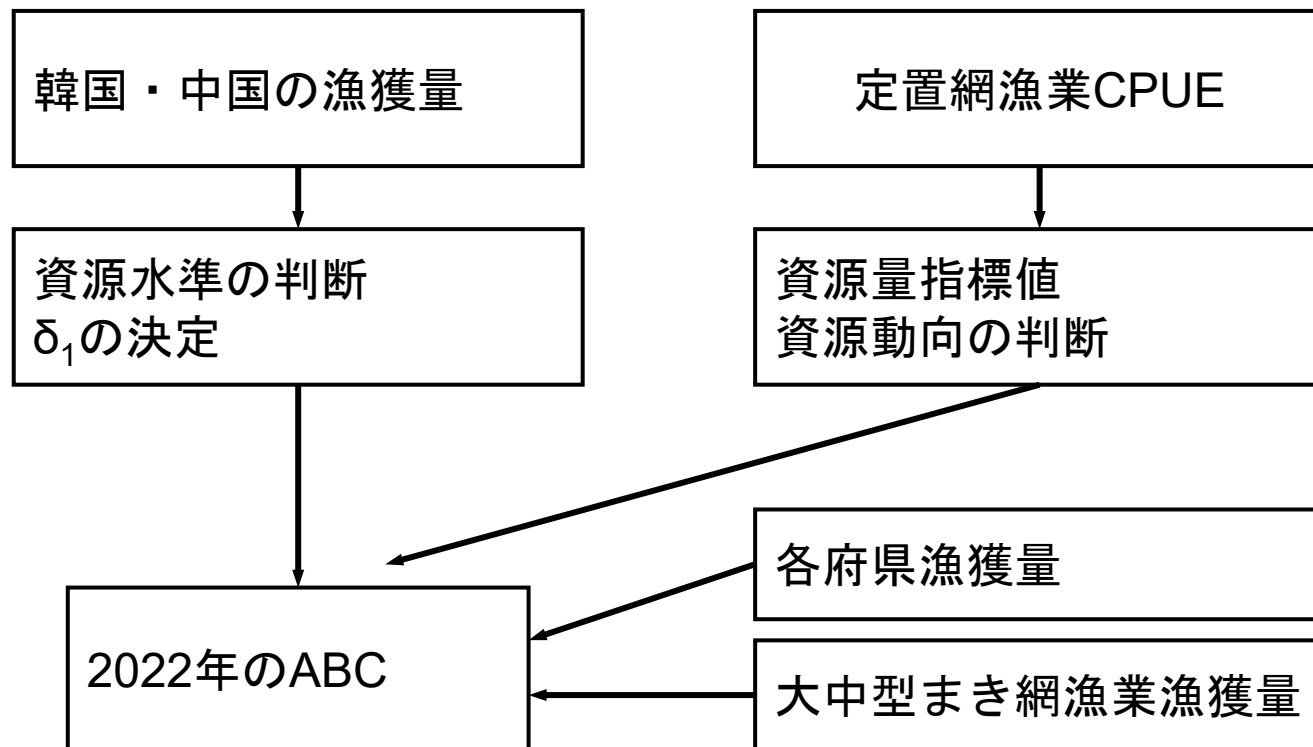 韓国・中国の漁獲量
定置網漁業CPUE
資源水準の判断
δ₁の決定
資源量指標値
資源動向の判断
各府県漁獲量
2022年のABC
大中型まき網漁業漁獲量